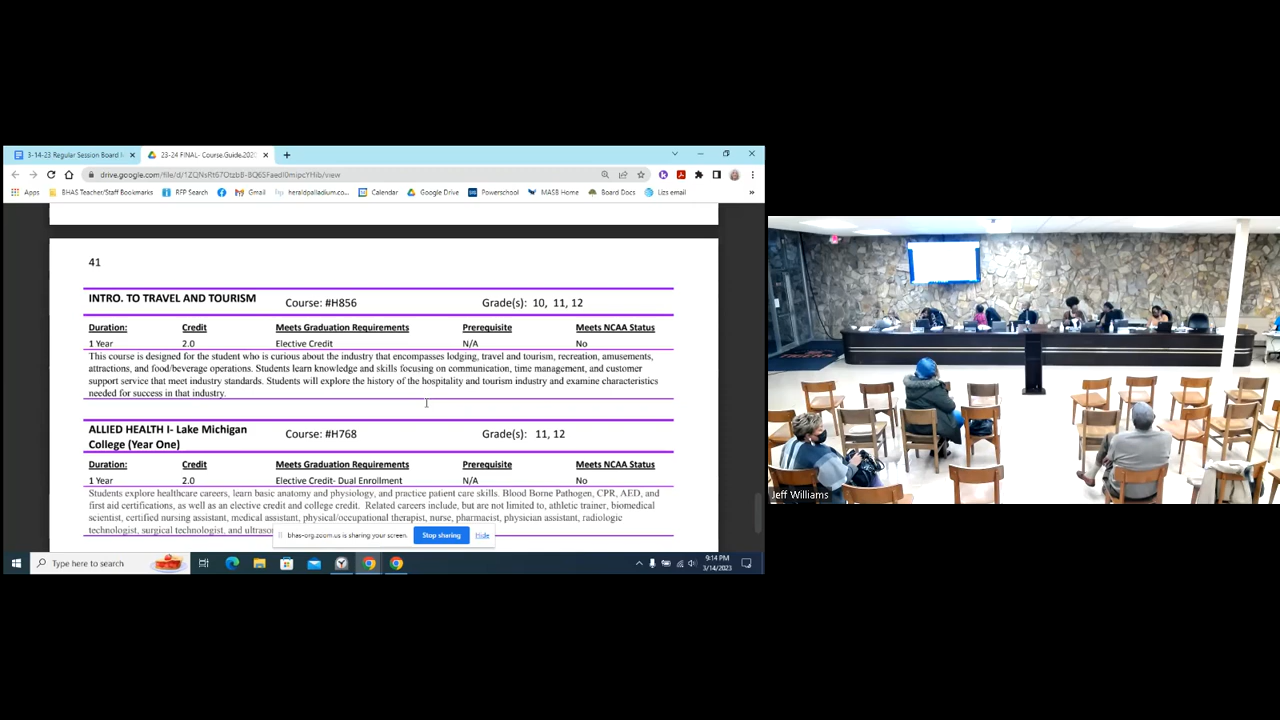 3-14-23 Regular Session Board
23-24 FINAL- Course.Guide.202
drive.google.com/file/d/
Apps BHAS Teacher/Staff Bookmarks RFP Search Gmail heraldpalladium.co... Calendar Google Drive Powerschool MASB Home Board Docs Lizs email
41
INTRO. TO TRAVEL AND TOURISM Course: #H856 Grade(s): 10, 11, 12
Duration: Credit Meets Graduation Requirements Prerequisite Meets NCAA Status
1 Year 2.0 Elective Credit N/A No
This course is designed for the student who is curious about the industry that encompasses lodging, travel and tourism, recreation, amusements,
attractions, and food/beverage operations. Students learn knowledge and skills focusing on communication, time management, and customer
support service that meet industry standards. Students will explore the history of the hospitality and tourism industry and examine characteristics
needed for success in that industry.
ALLIED HEALTH I- Lake Michigan
College (Year One) Course: #H768 Grade(s): 11, 12
Duration: Credit Meets Graduation Requirements Prerequisite Meets NCAA Status
1 Year 2.0 Elective Credit- Dual Enrollment N/A No
Students explore healthcare careers, learn basic anatomy and physiology, and practice patient care skills. Blood Borne Pathogen, CPR, AED, and
first aid certifications, as well as an elective credit and college credit. Related careers include, but are not limited to, athletic trainer, biomedical
scientist, certified nursing assistant, medical assistant, physical/occupational therapist, nurse, pharmacist, physician assistant, radiologic
technologist, surgical technologist, and ultraso
bhas-org.zoom.us is sharing your screen. Stop sharing Hide
Type here to search
9:14 PM
3/14/2023
Jeff Williams